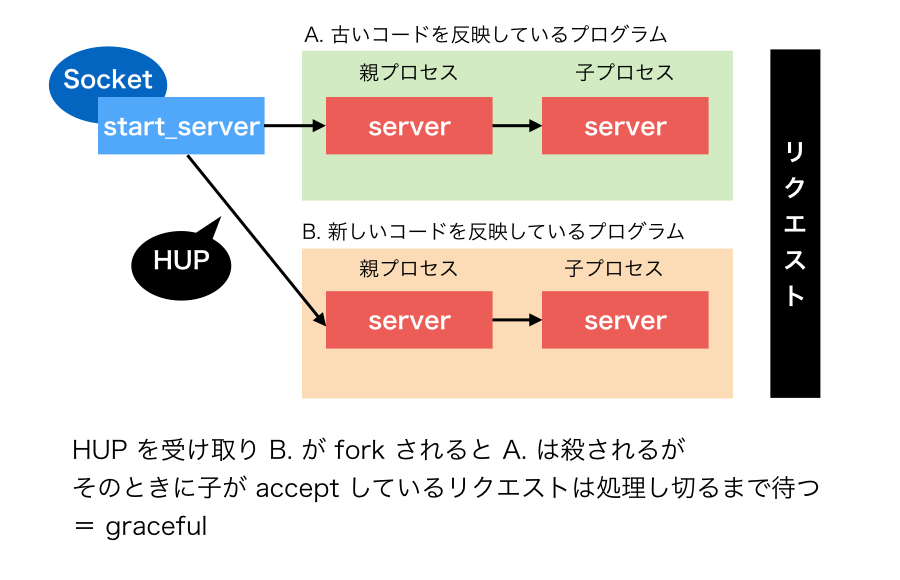 A. 古いコードを反映しているプログラム
Socket
親プロセス
子プロセス
start_server
server
server
リクエスト
B. 新しいコードを反映しているプログラム
HUP
親プロセス
子プロセス
server
server
HUP を受け取り B. が fork されると A. は殺されるが
そのときに子が accept しているリクエストは処理し切るまで待つ
＝ graceful